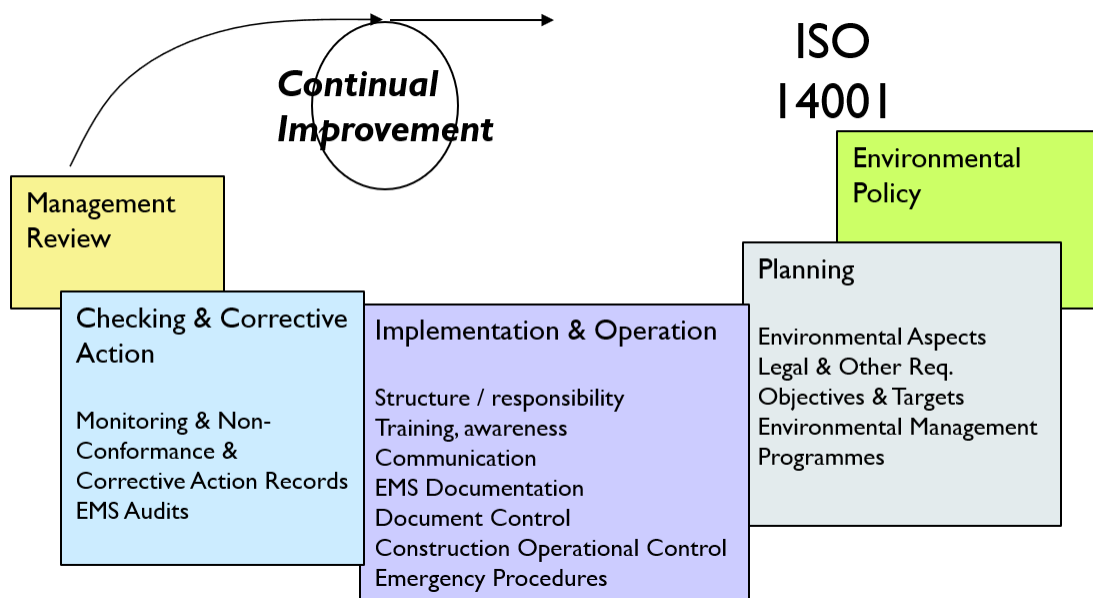 Continual
Improvement
ISO
14001
Environmental
Policy
Management
Review
Planning
Environmental Aspects
Legal & Other Req.
Objectives & Targets
Environmental Management
Programmes
Checking & Corrective
Action
Monitoring & Non-
Conformance &
Corrective Action Records
EMS Audits
Implementation & Operation
Structure / responsibility
Training, awareness
Communication
EMS Documentation
Document Control
Construction Operational Control
Emergency Procedures